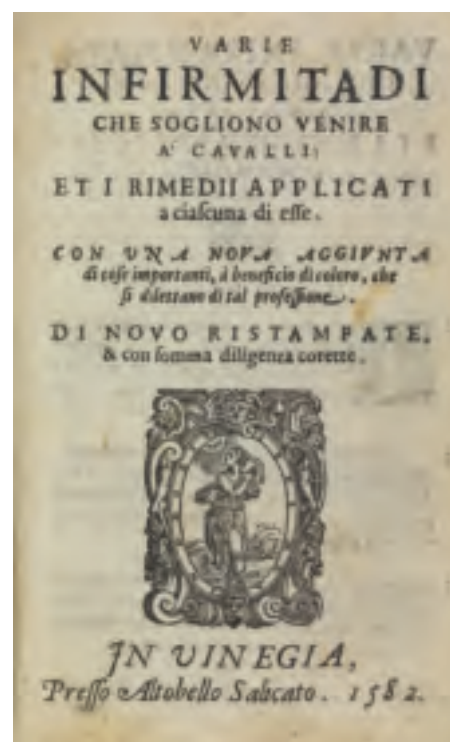 VARIE
INFIRMITADI
CHE SOGLIONO VENIRE
A' CAVALLI:
ET I RIMEDII APPLICATI
a ciaſcuna di eſſe.
CON VNA NOVA AGGIVNTA
di coſe importanti, à beneficio di coloro, che
ſi dilettano di tal profeſſione.
DI NOVO RISTAMPATE,
& con ſomma diligenza corette.
IN VINEGIA,
Preſſo Altobello Salicato. 1582.